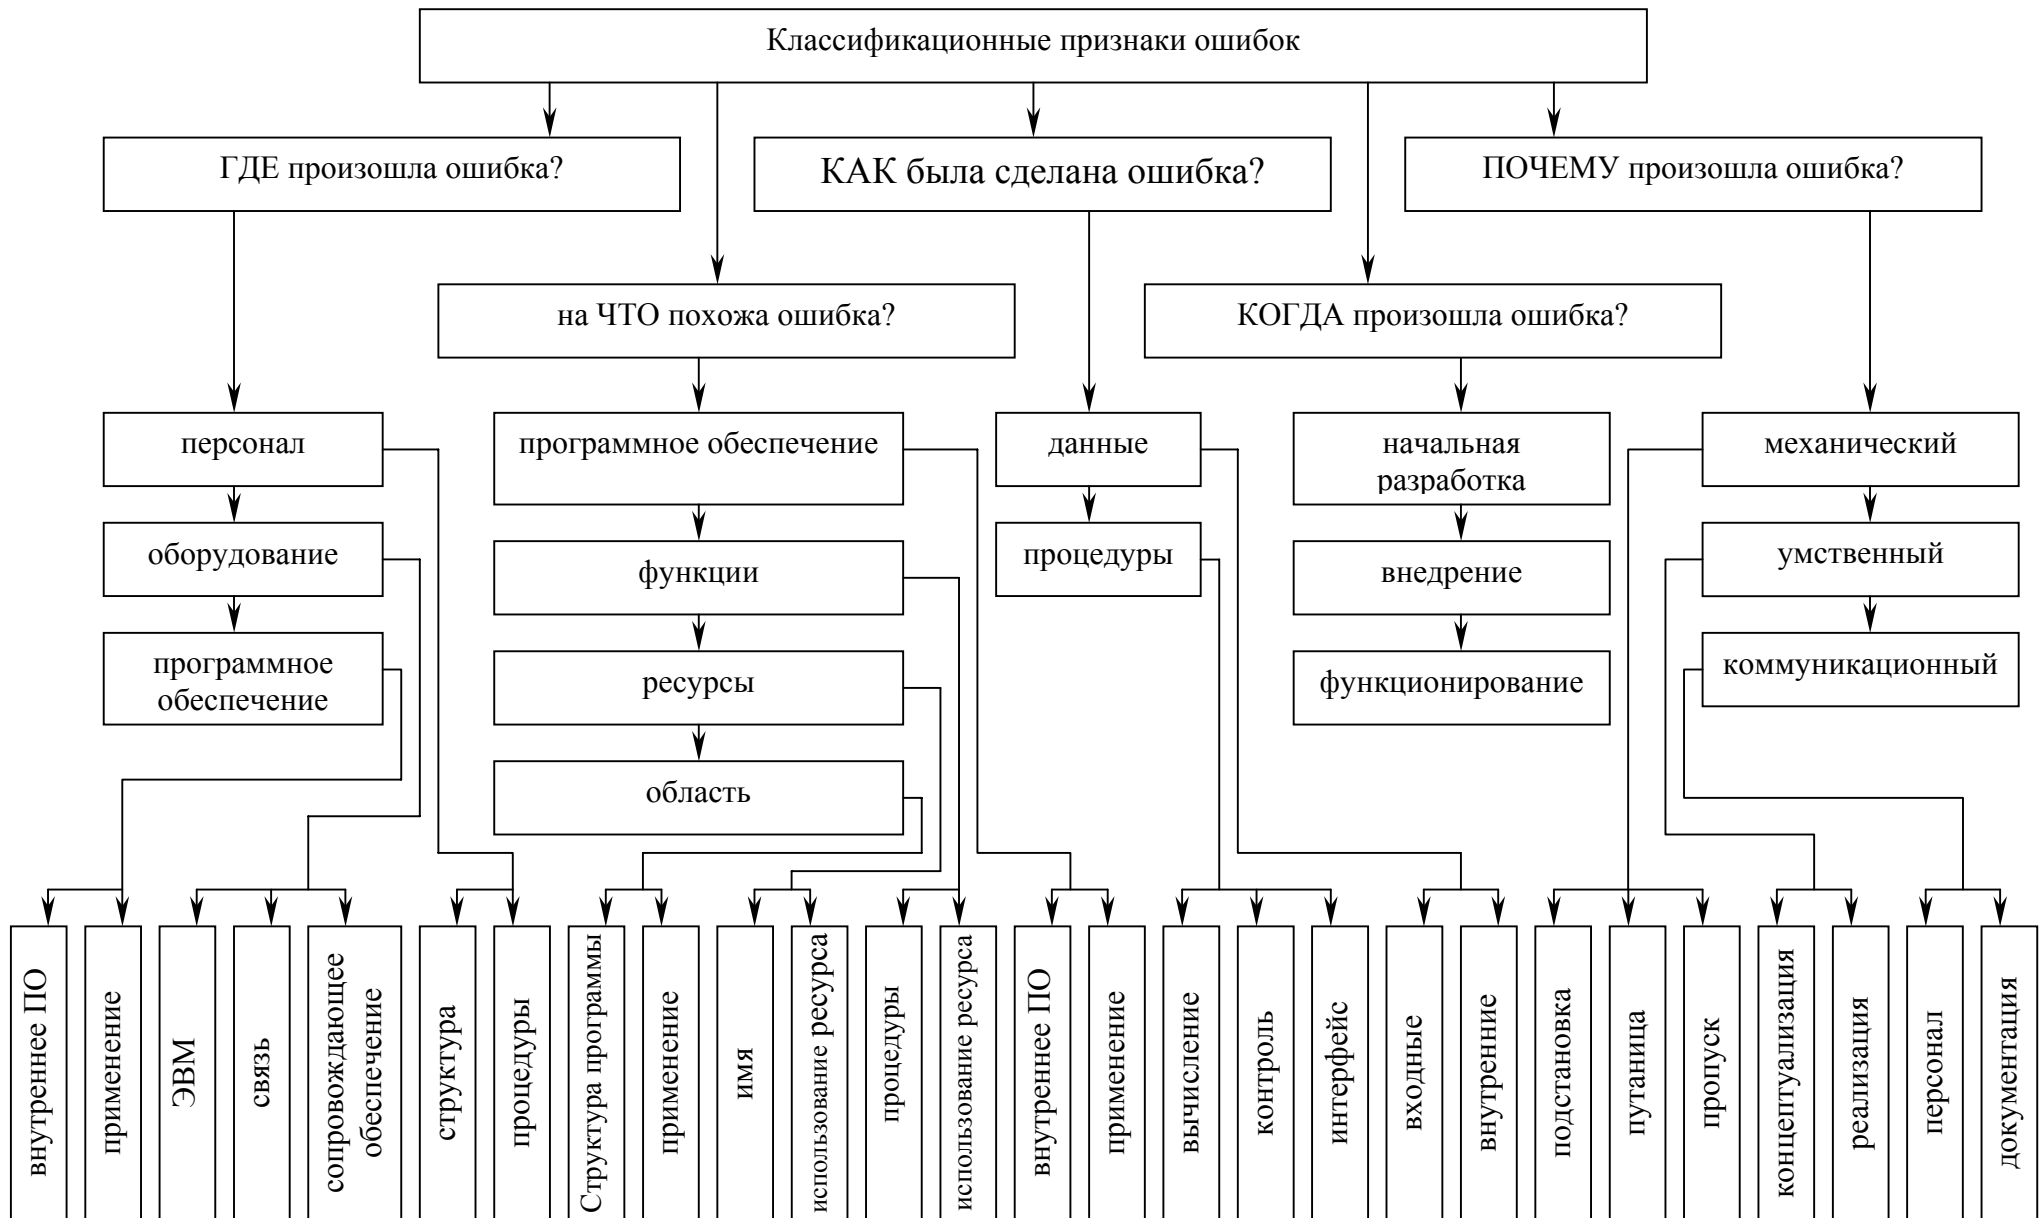 Классификационные признаки ошибок
ГДЕ произошла ошибка?
КАК была сделана ошибка?
ПОЧЕМУ произошла ошибка?
на ЧТО похожа ошибка?
КОГДА произошла ошибка?
персонал
программное обеспечение
данные
начальная
разработка
механический
оборудование
функции
процедуры
внедрение
умственный
программное
обеспечение
ресурсы
функционирование
коммуникационный
область
внутреннее ПО
применение
ЭВМ
связь
сопровождающее
обеспечение
структура
процедуры
Структура программы
применение
имя
использование ресурса
процедуры
использование ресурса
внутреннее ПО
применение
вычисление
контроль
интерфейс
входные
внутренние
подстановка
путаница
пропуск
концептуализация
реализация
персонал
документация